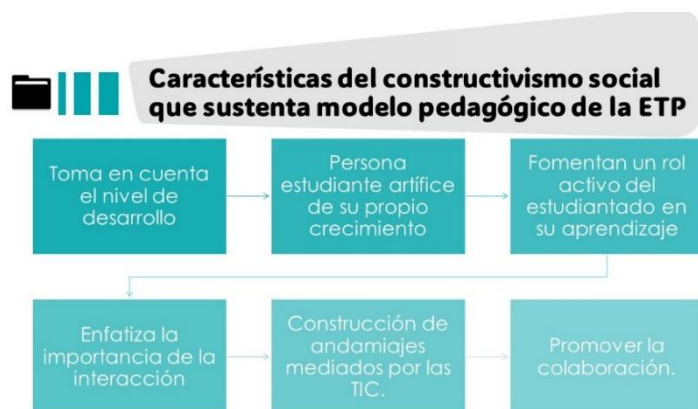 Características del constructivismo social
que sustenta modelo pedagógico de la ETP
Toma en cuenta
el nivel de
desarrollo
Persona
estudiante artífice
de su propio
crecimiento
Fomentan un rol
activo del
estudiantado en
su aprendizaje
Enfatiza la
importancia de la
interacción
Construcción de
andamiajes
mediados por las
TIC.
Promover la
colaboración.